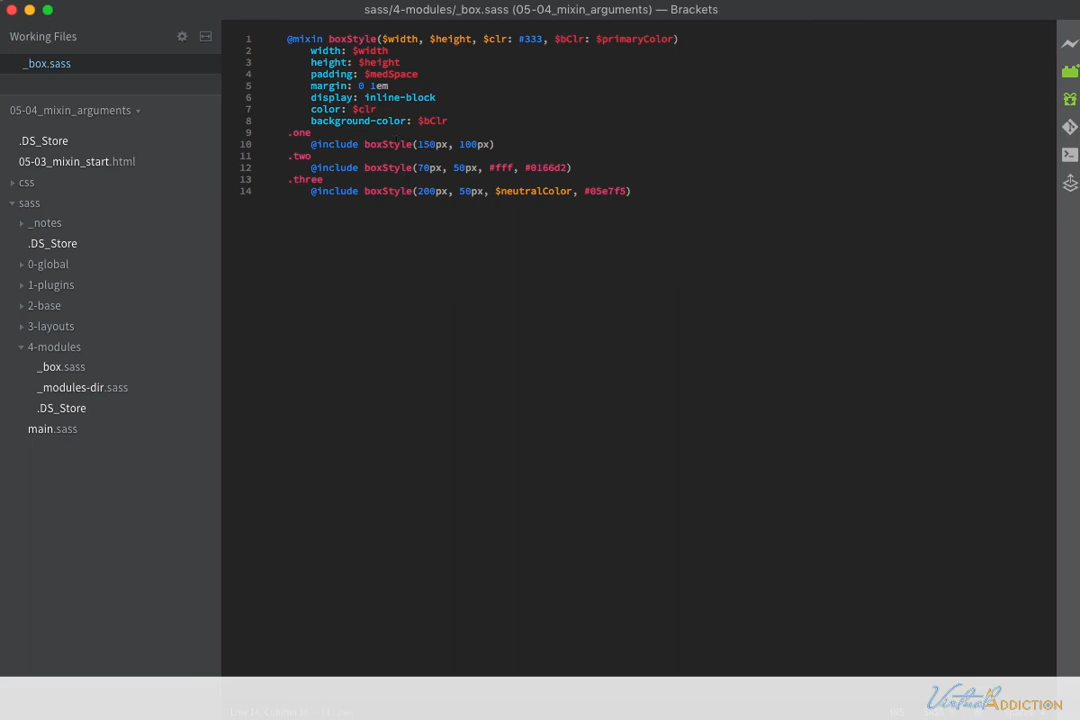 sass/4-modules/_box.sass (05-04_mixin_arguments) — Brackets
Working Files
_box.sass
05-04_mixin_arguments
.DS_Store
05-03_mixin_start.html
css
sass
_notes
.DS_Store
0-global
1-plugins
2-base
3-layouts
4-modules
_box.sass
_modules-dir.sass
.DS_Store
main.sass
1 @mixin boxStyle($width, $height, $clr: #333, $bClr: $primaryColor)
2 width: $width
3 height: $height
4 padding: $medSpace
5 margin: 0 1em
6 display: inline-block
7 color: $clr
8 background-color: $bClr
9 .one
10 @include boxStyle(150px, 100px)
11 .two
12 @include boxStyle(70px, 50px, #fff, #0166d2)
13 .three
14 @include boxStyle(200px, 50px, $neutralColor, #05e7f5)
Virtual ADDICTION